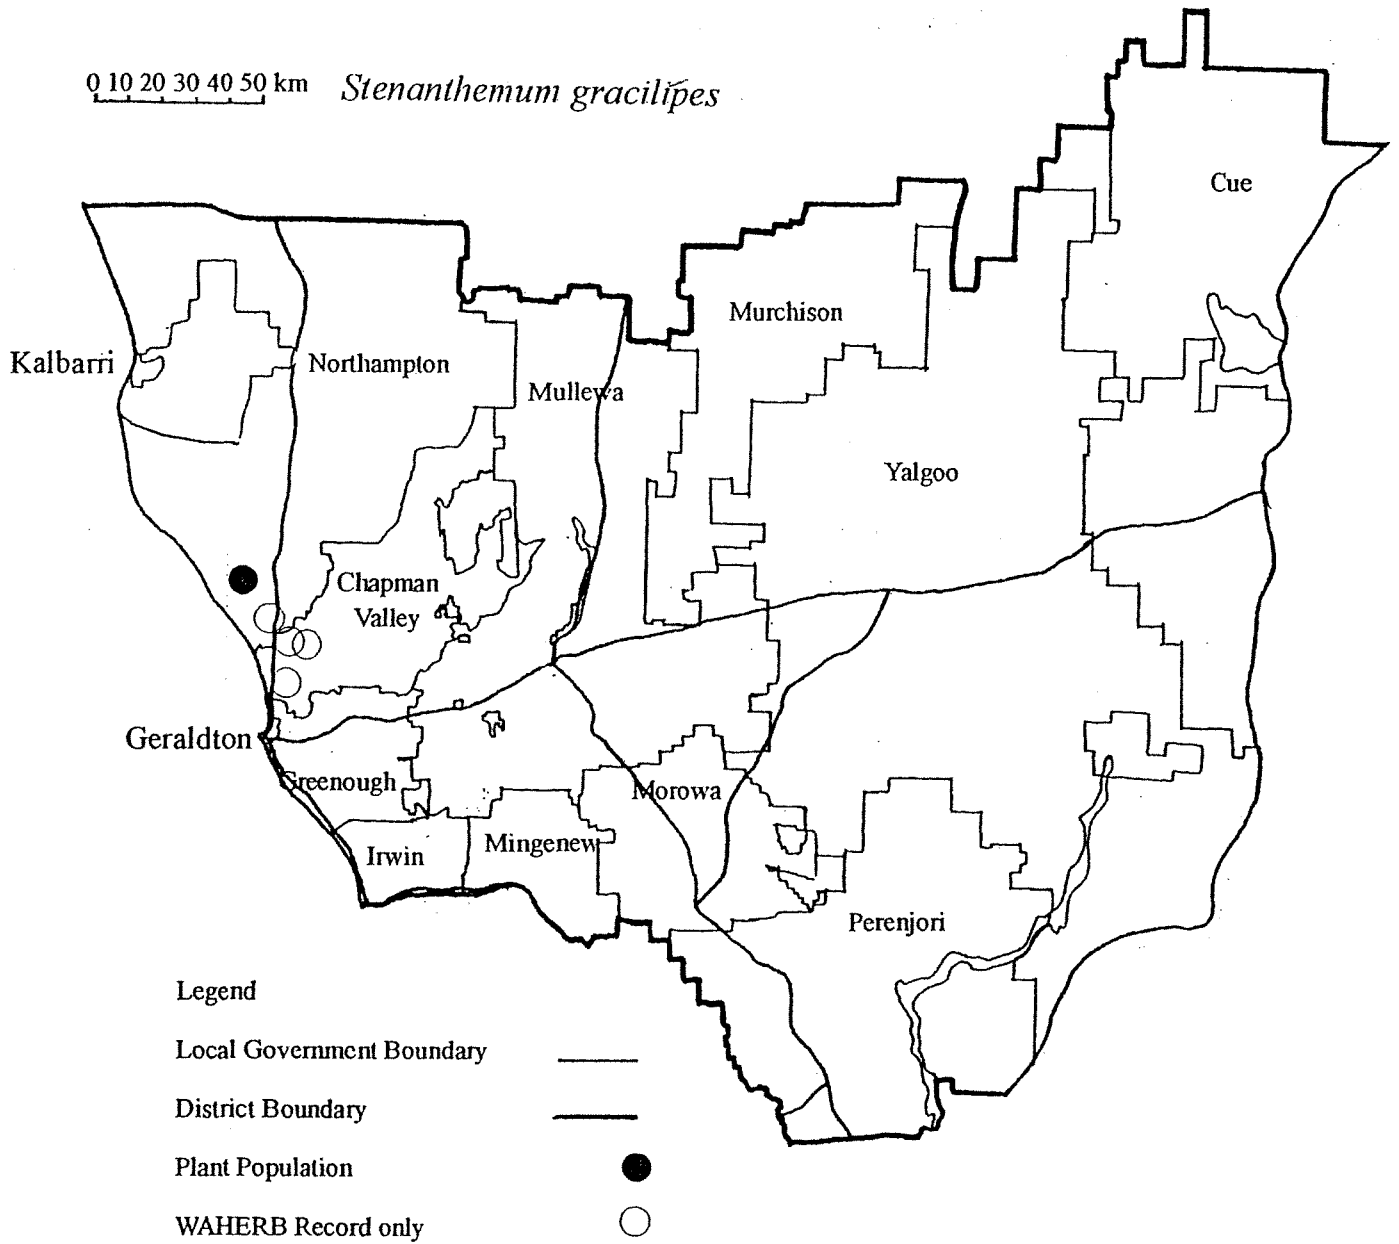 0 10 20 30 40 50 km
Stenanthemum gracilipes
Cue
Murchison
Kalbarri
Northampton
Mullewa
Yalgoo
Chapman
Valley
Geraldton
Greenough
Morowa
Irwin
Mingenew
Perenjori
Legend
Local Government Boundary
District Boundary
Plant Population
WAHERB Record only